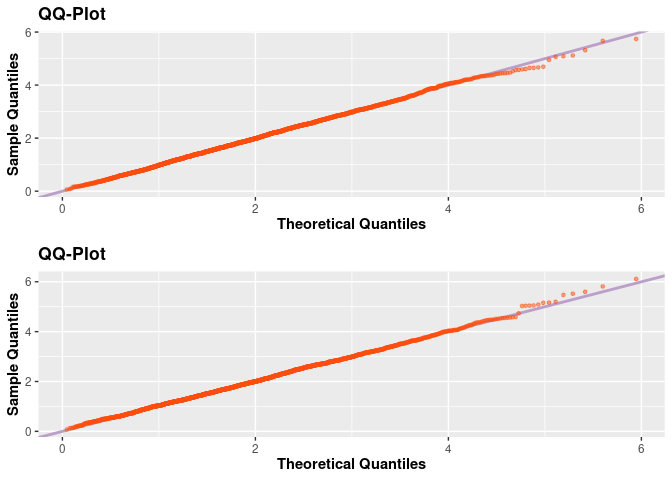 QQ-Plot
6
4
2
0
Sample Quantiles
0 2 4 6
Theoretical Quantiles
QQ-Plot
6
4
2
0
Sample Quantiles
0 2 4 6
Theoretical Quantiles